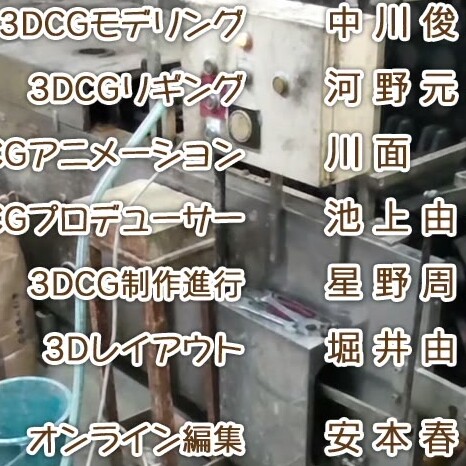 3DCGモデリング 中川俊
3DCGリギング 河野元
CGアニメーション 川面
CGプロデューサー 池上由
3DCG制作進行 星野周
3Dレイアウト 堀井由
オンライン編集 安本春